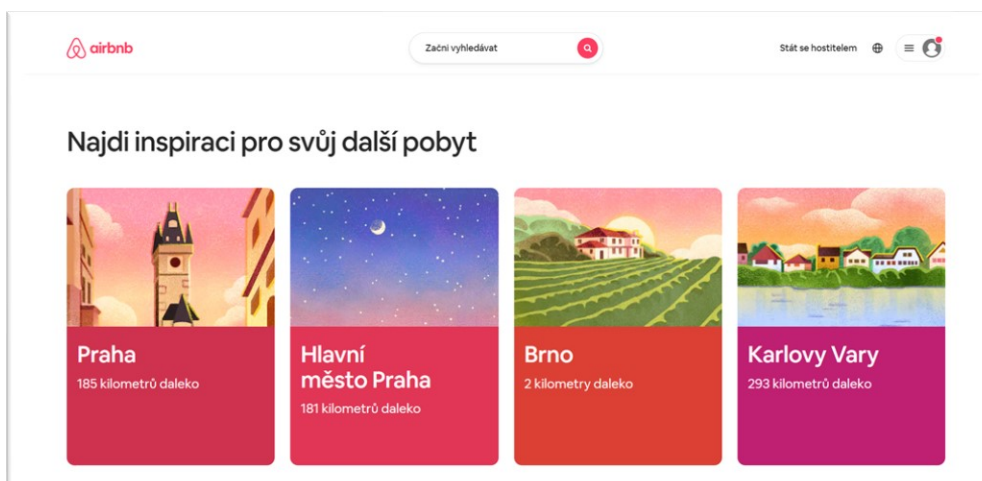 airbnb
Začni vyhledávat
Stát se hostitelem
Najdi inspiraci pro svůj další pobyt
Praha
185 kilometrů daleko
Hlavní
město Praha
181 kilometrů daleko
Brno
2 kilometry daleko
Karlovy Vary
293 kilometrů daleko